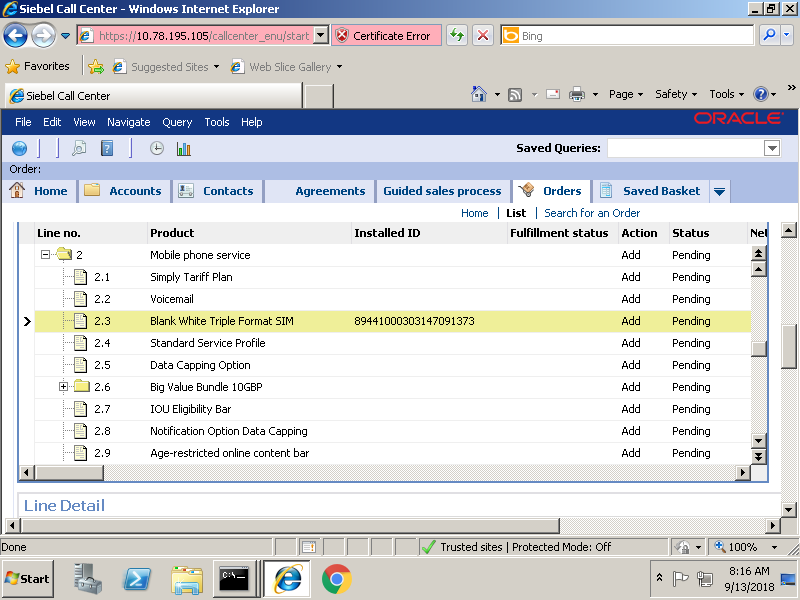 Siebel Call Center - Windows Internet Explorer
https://10.78.195.105/callcenter_enu/start
Certificate Error
Bing
Favorites
Suggested Sites
Web Slice Gallery
Siebel Call Center
Page
Safety
Tools
File Edit View Navigate Query Tools Help
ORACLE
Saved Queries:
Order:
Home Accounts Contacts Agreements Guided sales process Orders Saved Basket
Home | List | Search for an Order
Line no. Product Installed ID Fulfillment status Action Status Net
2 Mobile phone service Add Pending
2.1 Simply Tariff Plan Add Pending
2.2 Voicemail Add Pending
2.3 Blank White Triple Format SIM 89441000303147091373 Add Pending
2.4 Standard Service Profile Add Pending
2.5 Data Capping Option Add Pending
2.6 Big Value Bundle 10GBP Add Pending
2.7 IOU Eligibility Bar Add Pending
2.8 Notification Option Data Capping Add Pending
2.9 Age-restricted online content bar Add Pending
Line Detail
Done
Trusted sites | Protected Mode: Off
100%
Start
C:\.
8:16 AM
9/13/2018